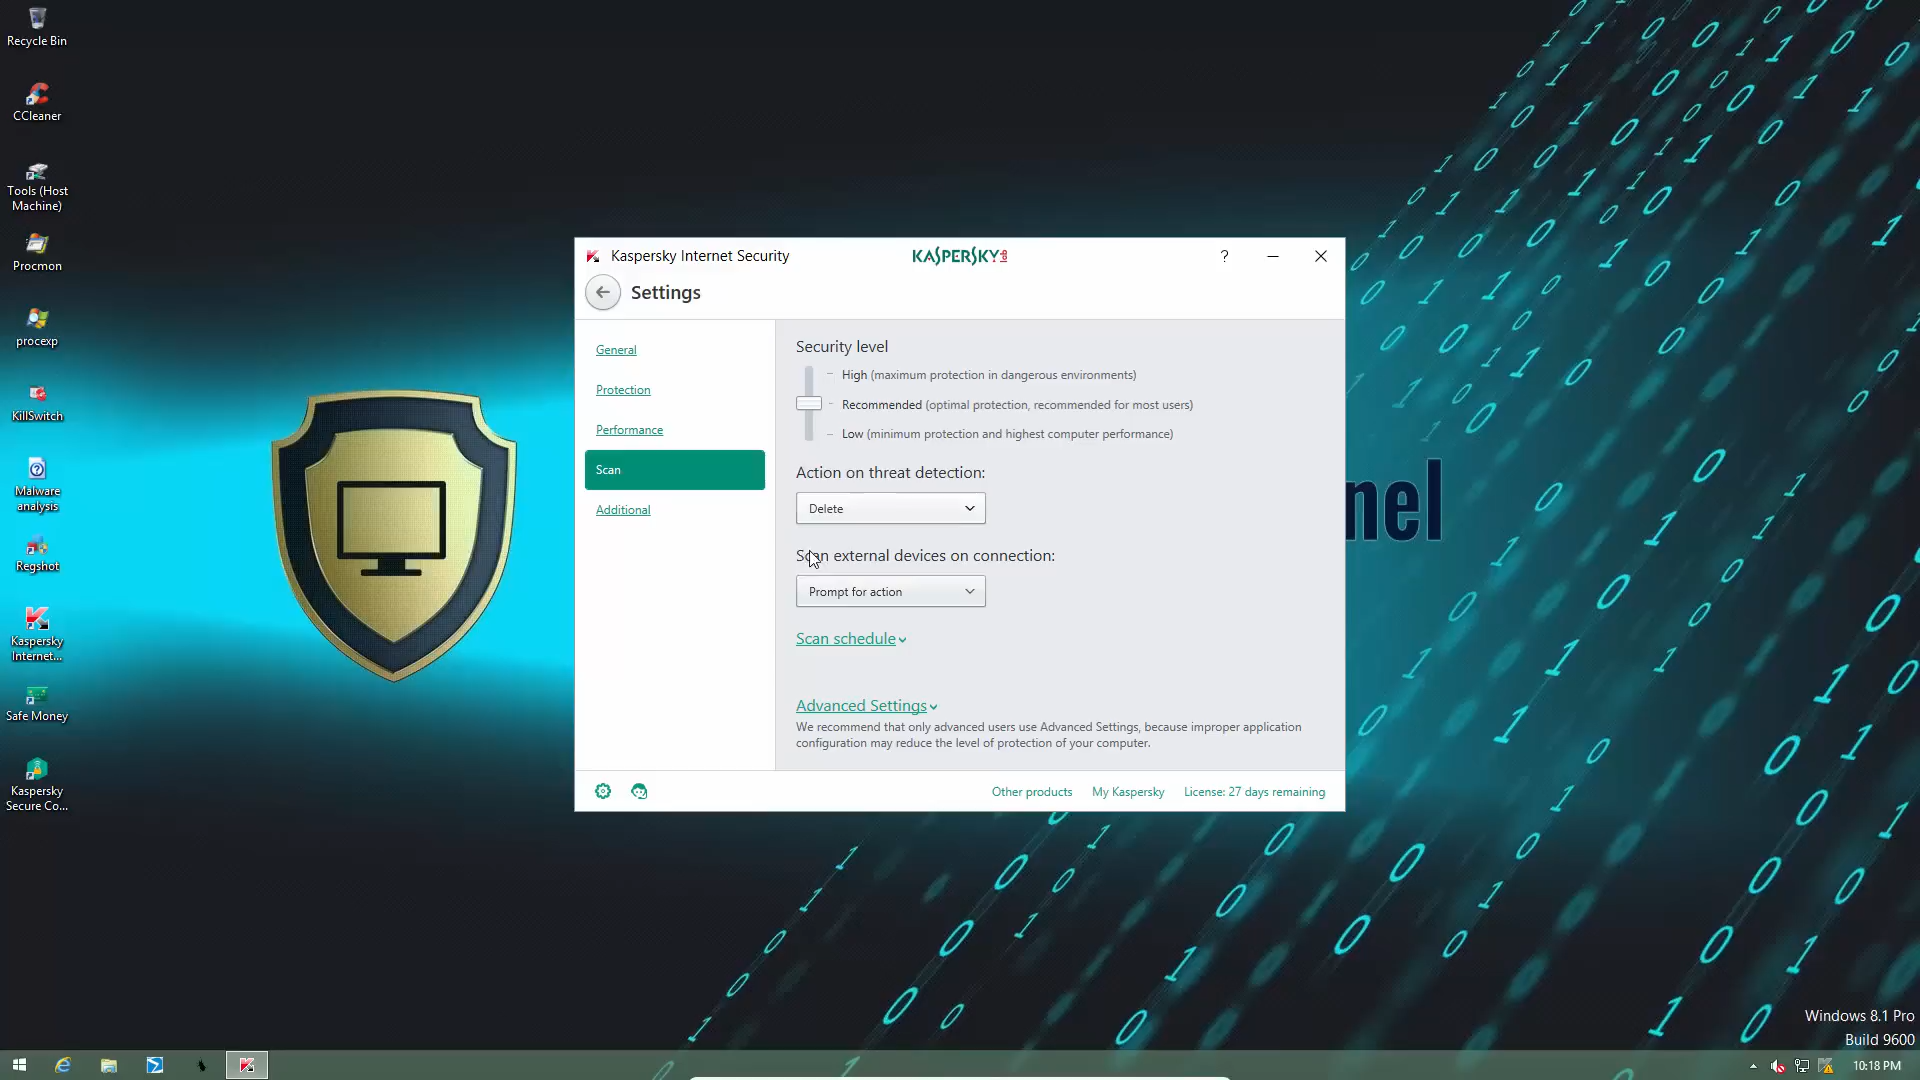 Recycle Bin
CCleaner
Tools (Host
Machine)
Procmon
procexp
KillSwitch
Malware
analysis
Regshot
Kaspersky
Internet...
Safe Money
Kaspersky
Secure Co...
Kaspersky Internet Security
KASPERSKY
?
Settings
General
Protection
Performance
Scan
Additional
Security level
High (maximum protection in dangerous environments)
Recommended (optimal protection, recommended for most users)
Low (minimum protection and highest computer performance)
Action on threat detection:
Delete
Scan external devices on connection:
Prompt for action
Scan schedule
Advanced Settings
We recommend that only advanced users use Advanced Settings, because improper application
configuration may reduce the level of protection of your computer.
Other products
My Kaspersky
License: 27 days remaining
nel
Windows 8.1 Pro
Build 9600
10:18 PM